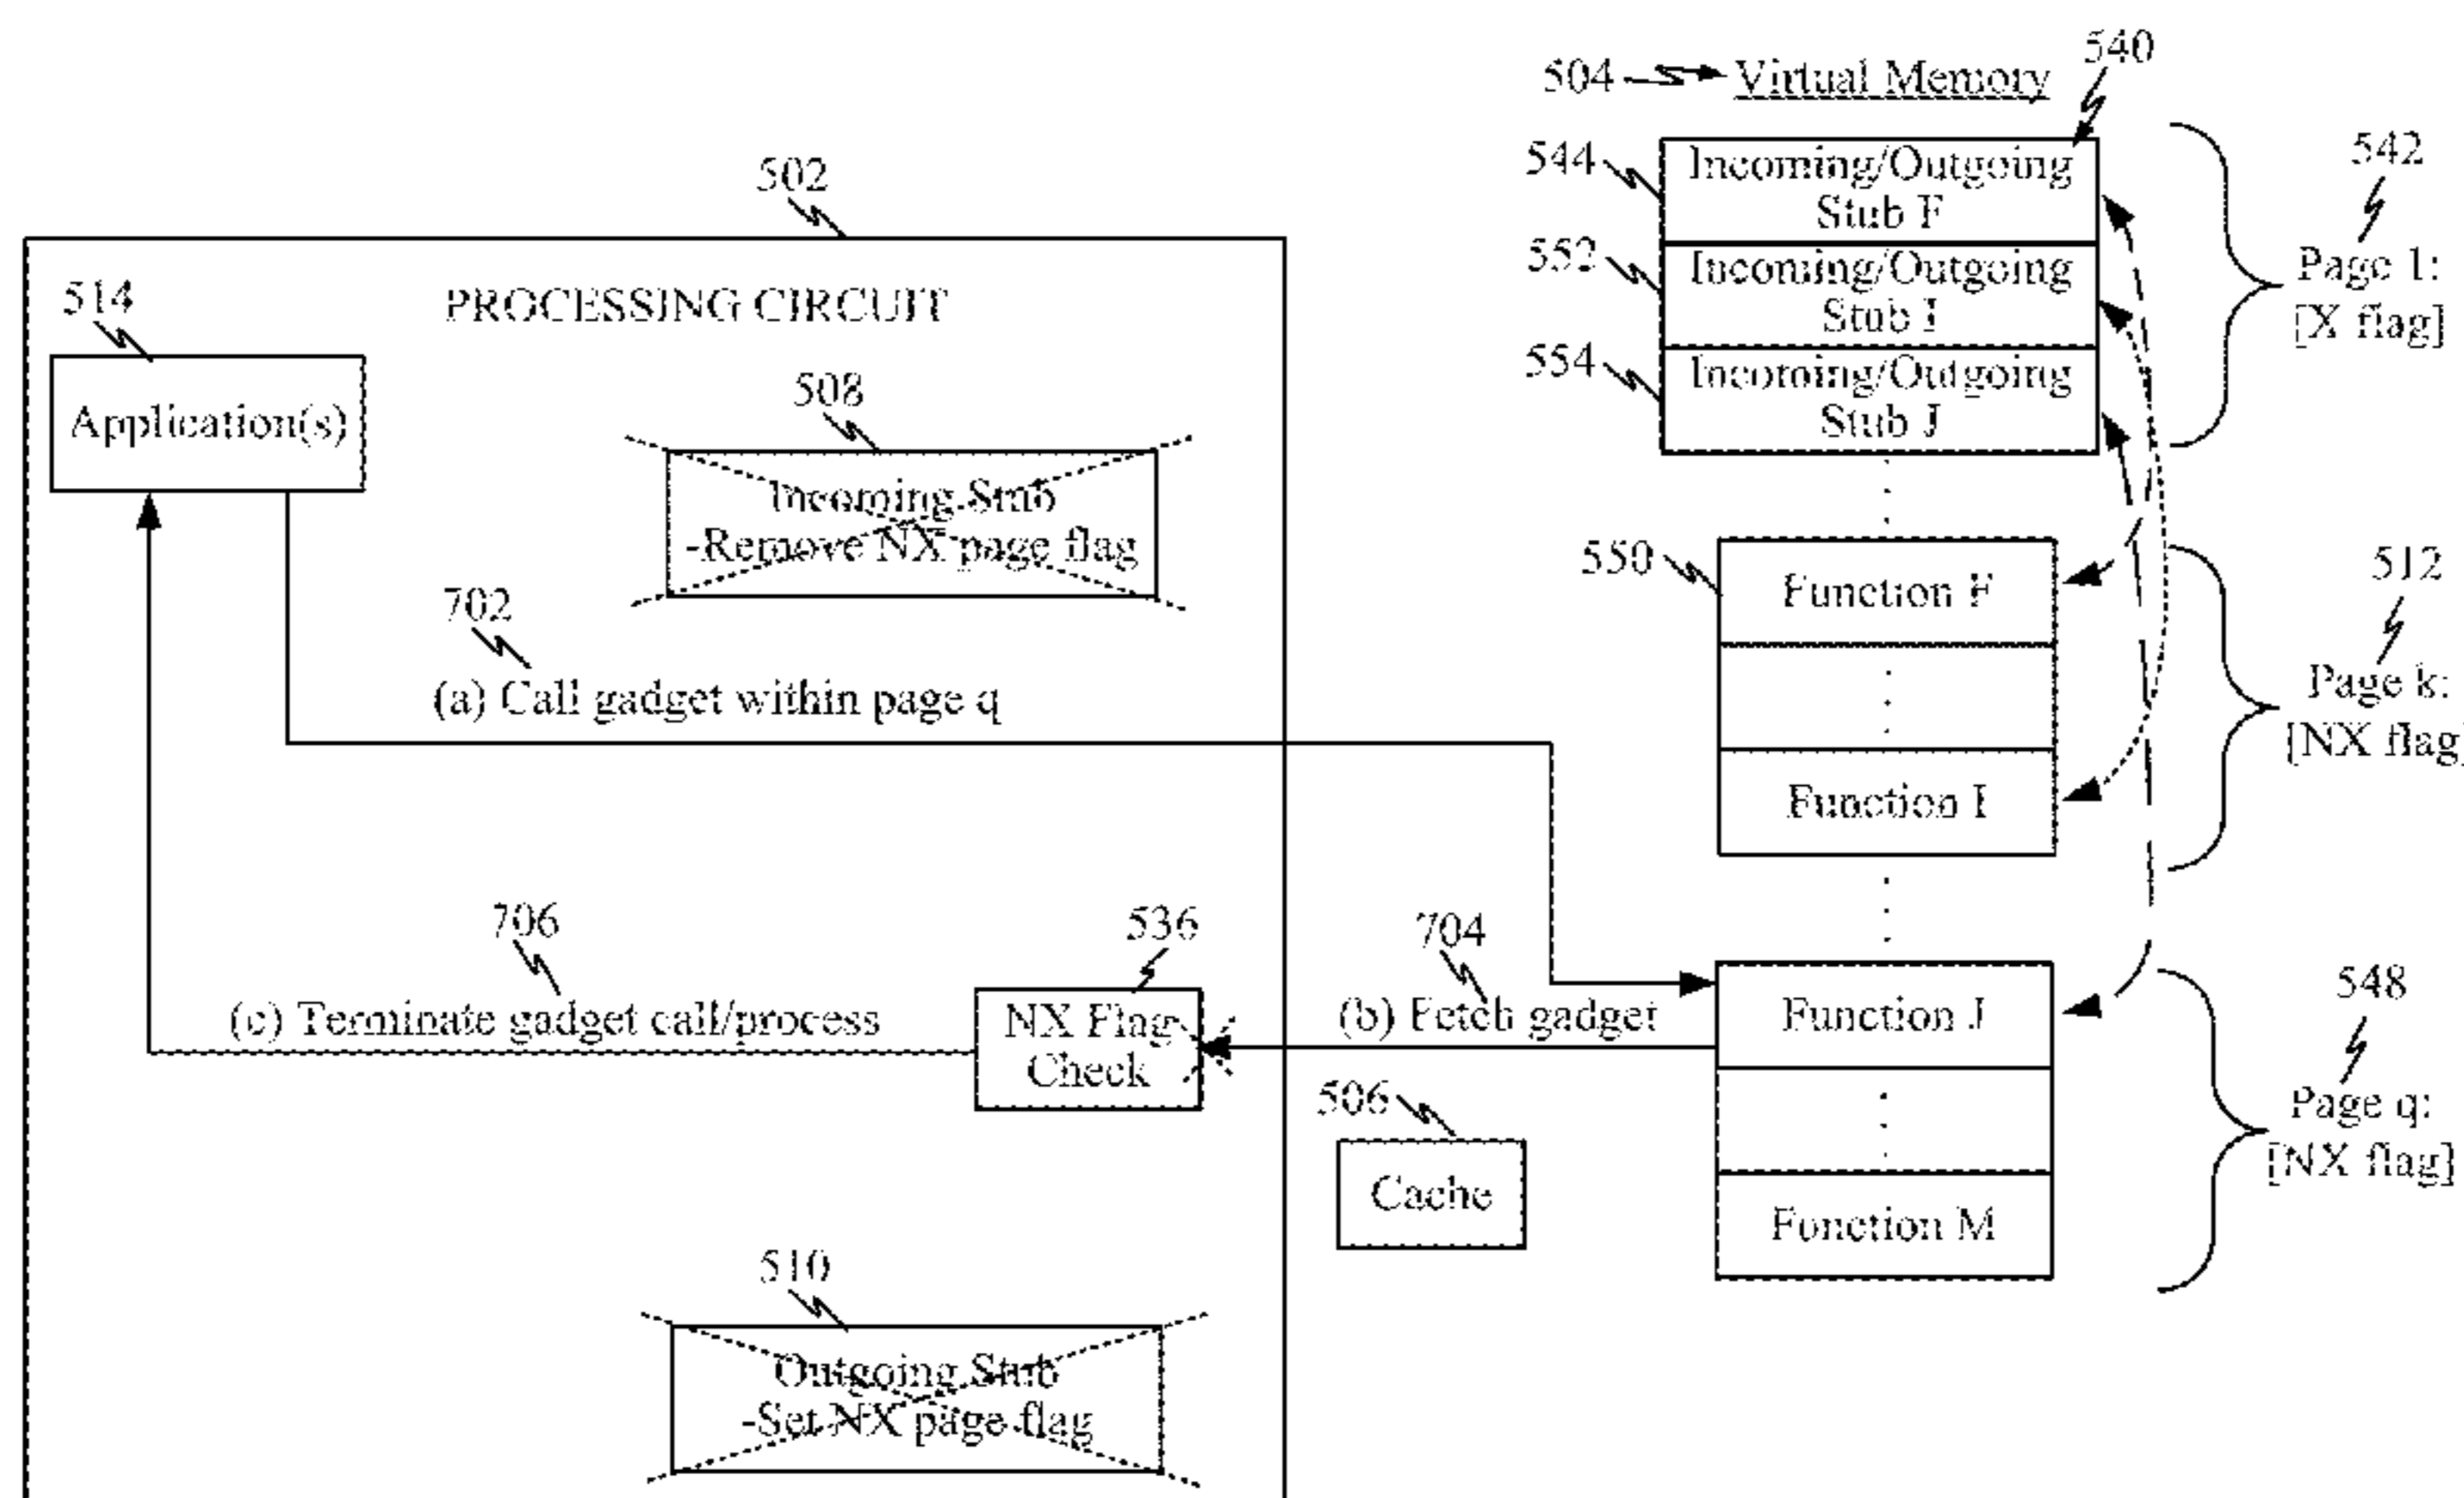 540
504 Virtual Memory
544
Incoming/Outgoing
Stub F
542
Page 1:
[X flag]
552
Incoming/Outgoing
Stub I
554
Incoming/Outgoing
Stub J
502
PROCESSING CIRCUIT
514
Application(s)
508
Incoming Stub
-Remove NX page flag
550
Function F
512
Page k:
[NX flag]
Function I
702
(a) Call gadget within page q
706
(c) Terminate gadget call/process
536
NX Flag
Check
704
(b) Fetch gadget
Function J
548
Page q:
[NX flag]
506
Cache
Function M
510
Outgoing Stub
-Set NX page flag